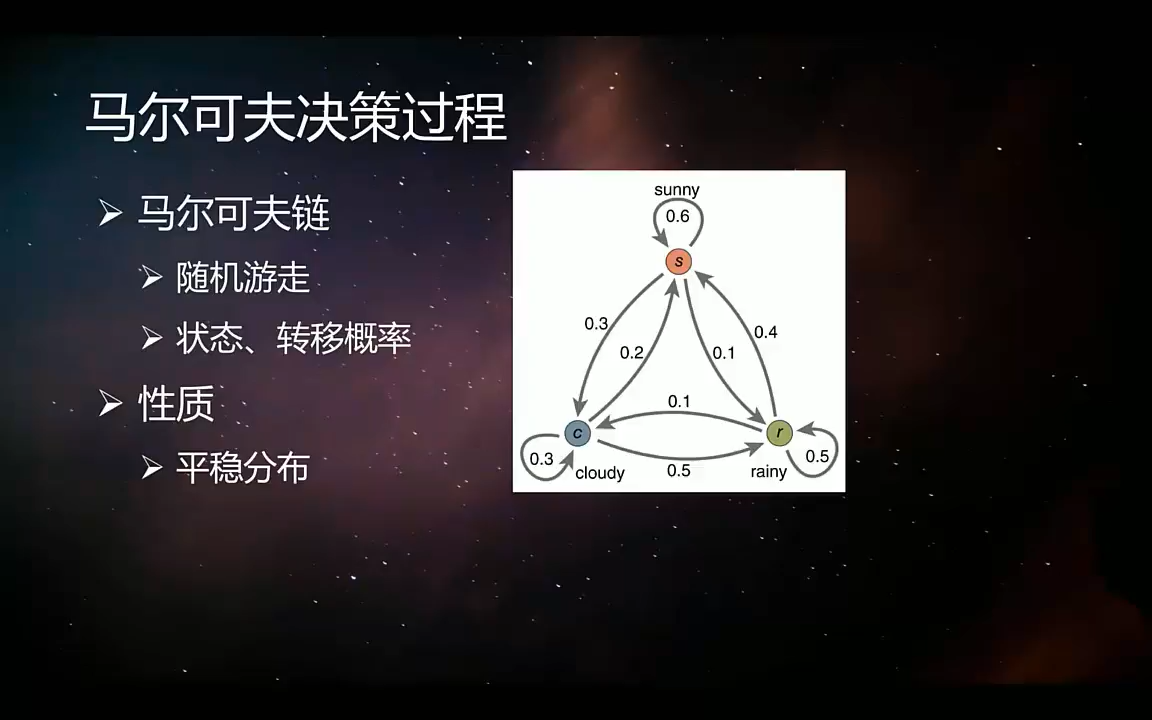 马尔可夫决策过程
马尔可夫链
随机游走
状态、转移概率
性质
平稳分布
sunny
0.6
s
0.3
0.4
0.2
0.1
0.1
c
r
0.3
0.5
cloudy
0.5
rainy